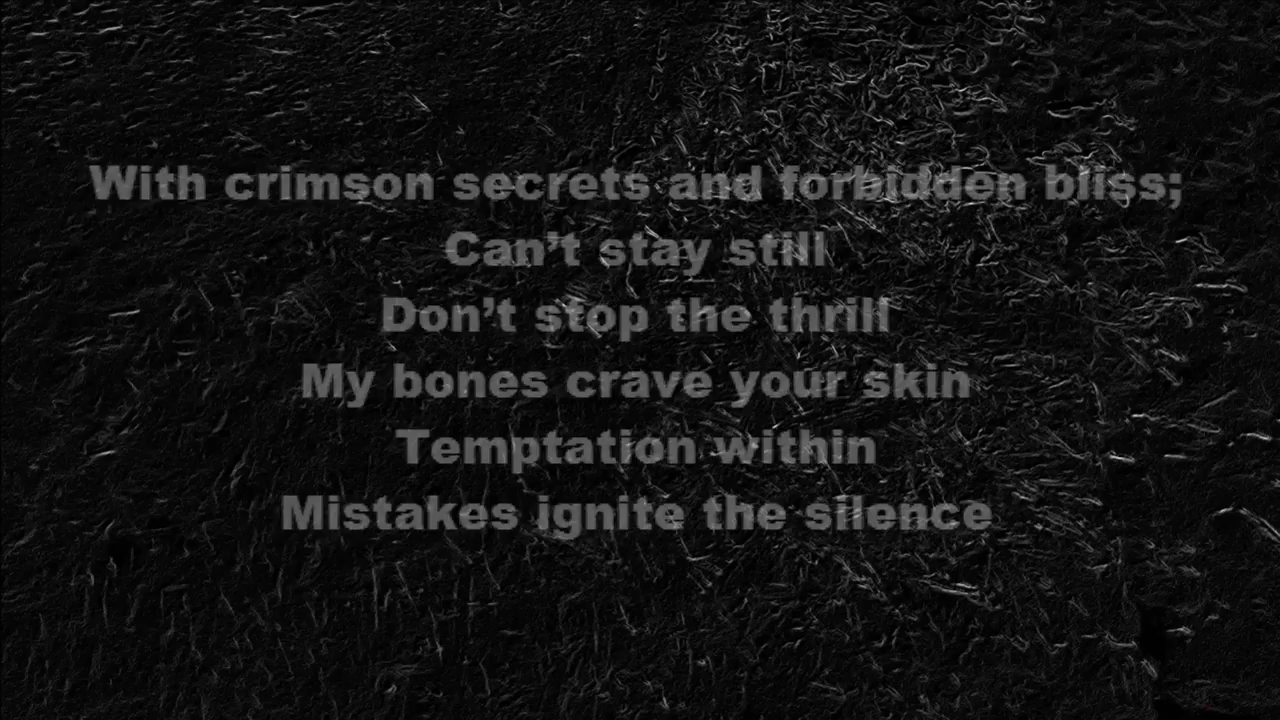 With crimson secrets and forbidden bliss;
Can’t stay still
Don’t stop the thrill
My bones crave your skin
Temptation within
Mistakes ignite the silence